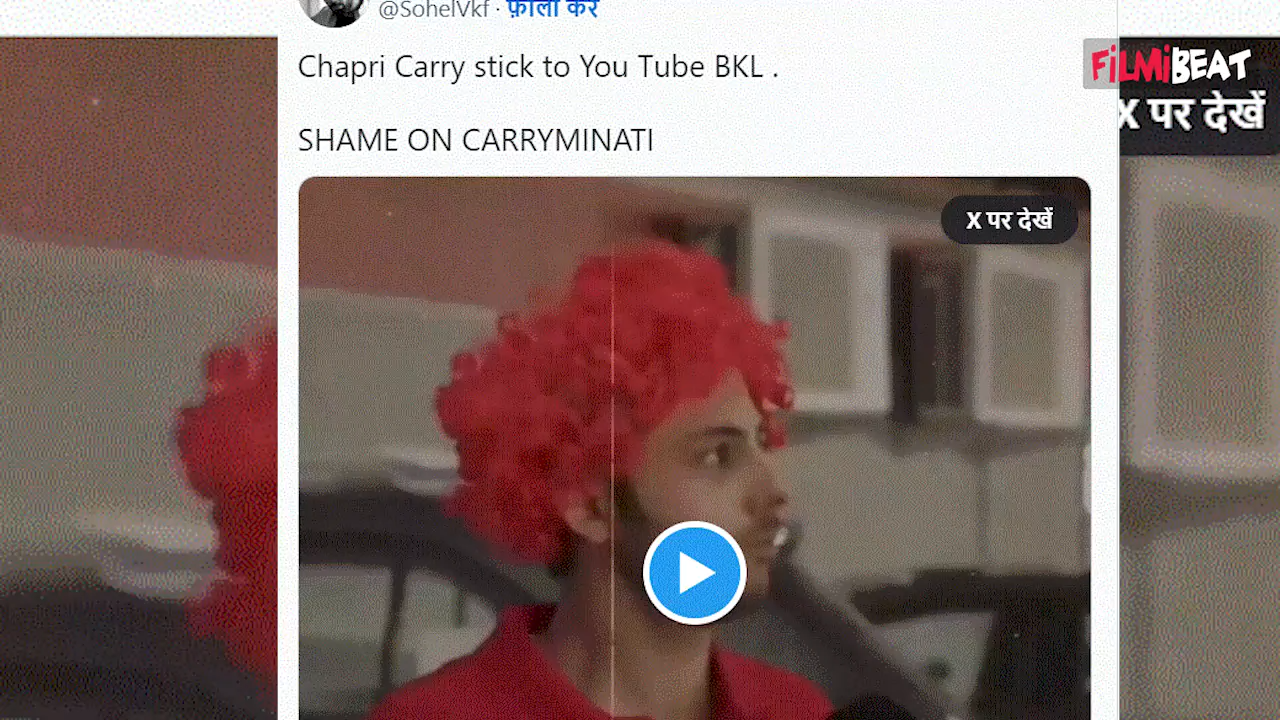 @SohelVkf · फ़ॉलो करें
Chapri Carry stick to You Tube BKL .
SHAME ON CARRYMINATI
X पर देखें
FiLMiBEAT
X पर देखें